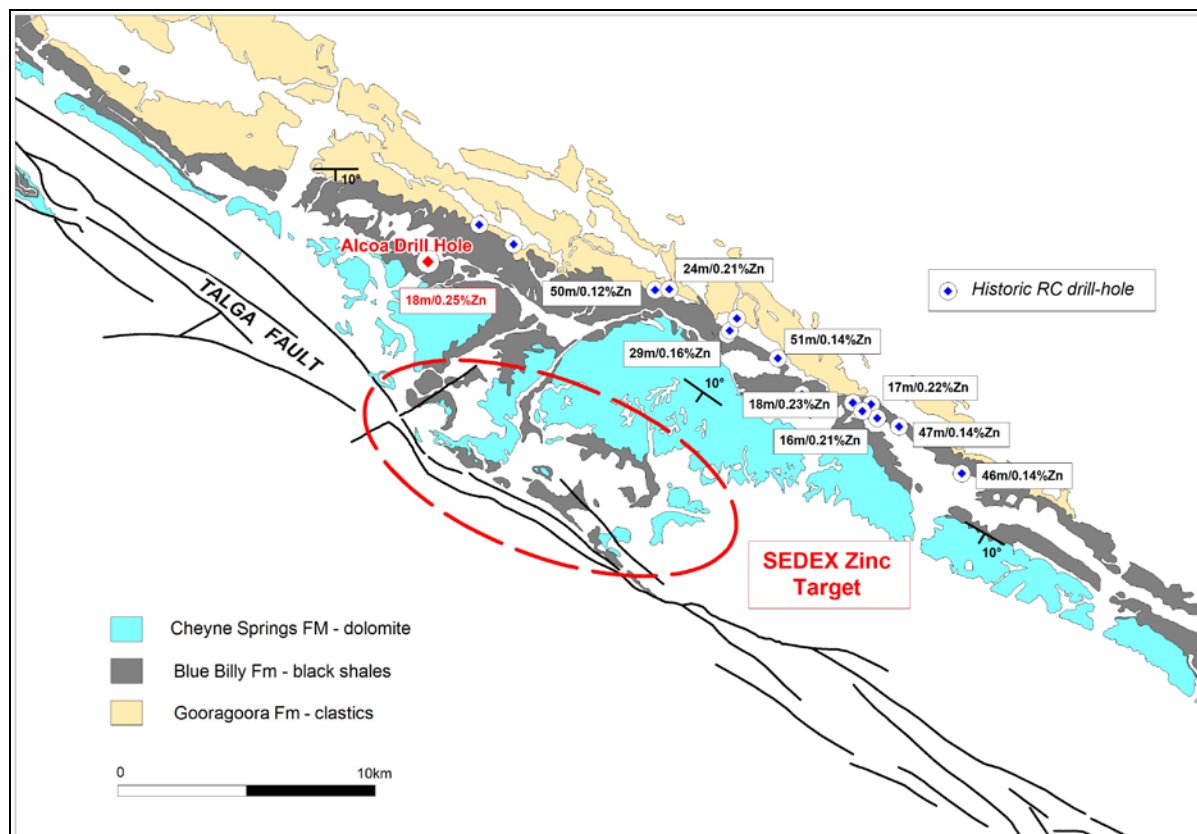 10°
Alcoa Drill Hole
24m/0.21%Zn
50m/0.12%Zn
18m/0.25%Zn
Historic RC drill-hole
TALGA FAULT
51m/0.14%Zn
29m/0.16%Zn
10°
17m/0.22%Zn
18m/0.23%Zn
47m/0.14%Zn
16m/0.21%Zn
46m/0.14%Zn
10°
SEDEX Zinc
Target
Cheyne Springs FM - dolomite
Blue Billy Fm - black shales
Gooragoora Fm - clastics
0 10km